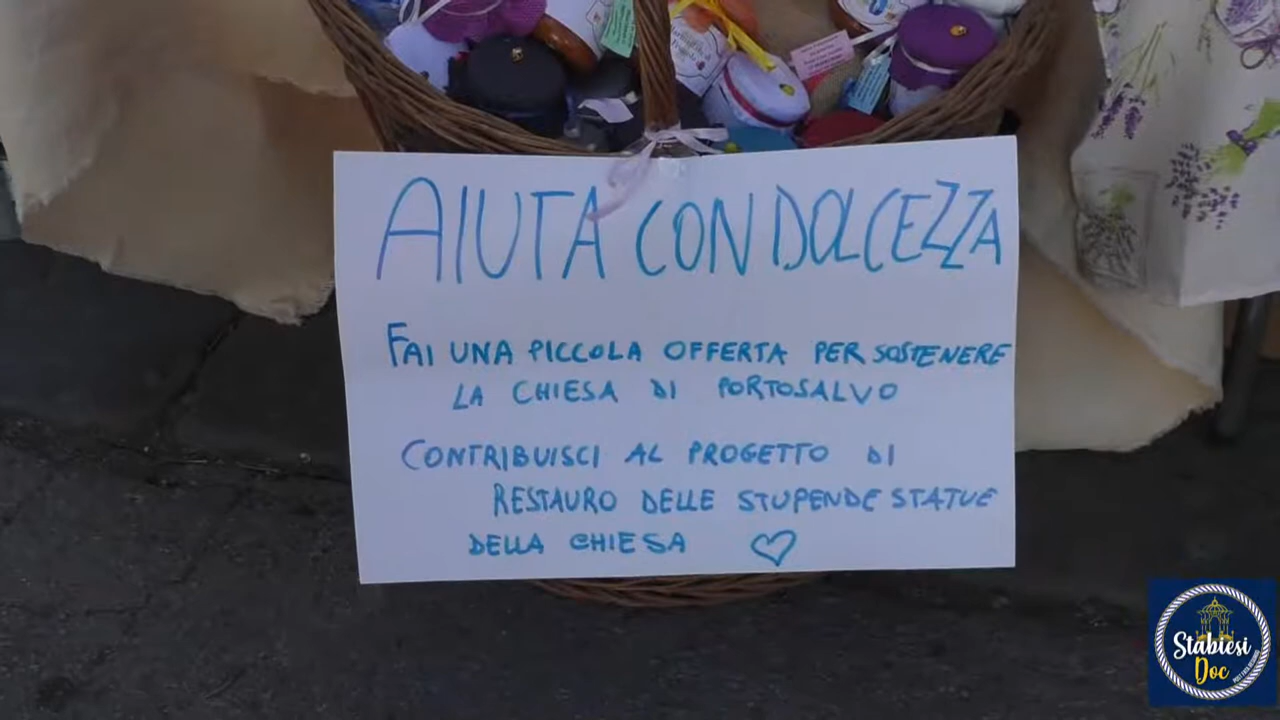 AIUTA CON DOLCEZZA
FAI UNA PICCOLA OFFERTA PER SOSTENERE
LA CHIESA DI PORTOSALVO
CONTRIBUISCI AL PROGETTO DI
RESTAURO DELLE STUPENDE STATUE
DELLA CHIESA
Stabiesi
Doc